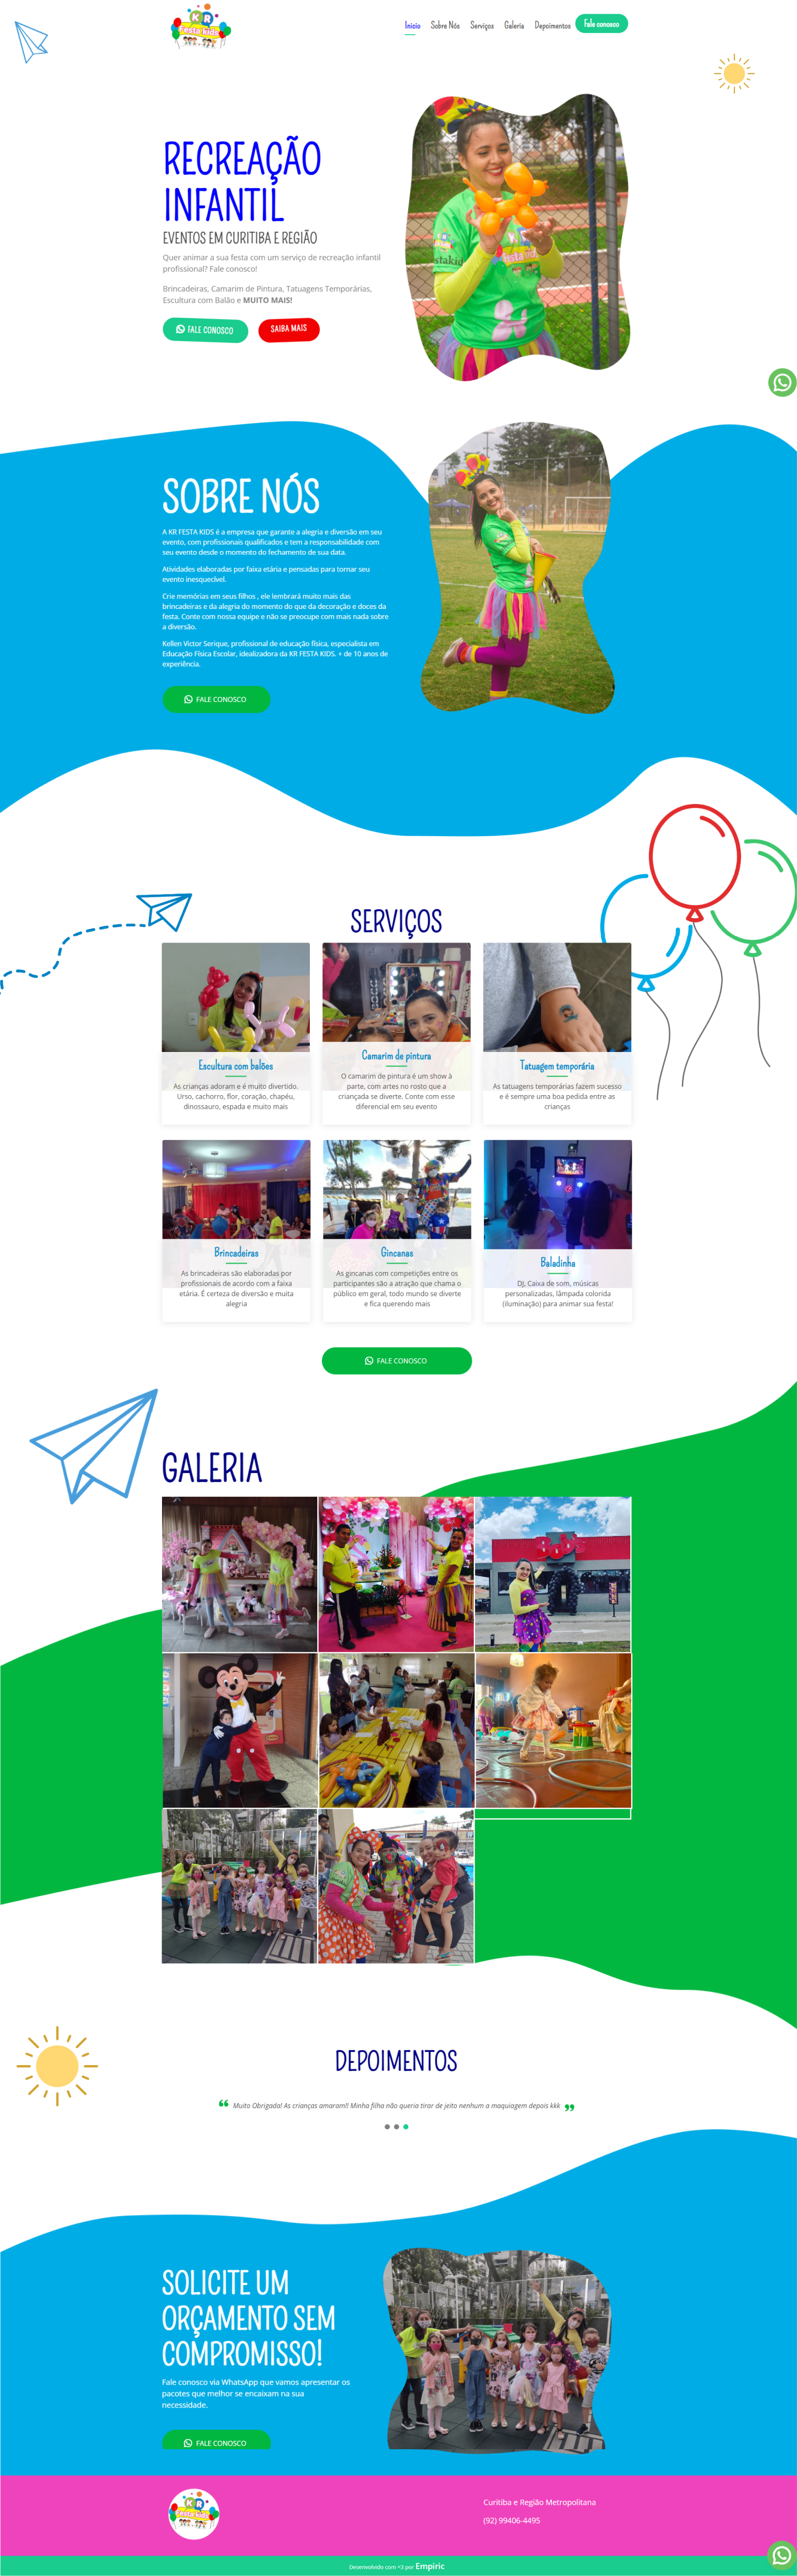 KR
festa kids
Início Sobre Nós Serviços Galeria Depoimentos Fale conosco
RECREAÇÃO
INFANTIL
EVENTOS EM CURITIBA E REGIÃO
Quer animar a sua festa com um serviço de recreação infantil
profissional? Fale conosco!
Brincadeiras, Camarim de Pintura, Tatuagens Temporárias,
Escultura com Balão e MUITO MAIS!
FALE CONOSCO
SAIBA MAIS
SOBRE NÓS
A KR FESTA KIDS é a empresa que garante a alegria e diversão em seu
evento, com profissionais qualificados e tem a responsabilidade com
seu evento desde o momento do fechamento de sua data.
Atividades elaboradas por faixa etária e pensadas para tornar seu
evento inesquecível.
Crie memórias em seus filhos , ele lembrará muito mais das
brincadeiras e da alegria do momento do que da decoração e doces da
festa. Conte com nossa equipe e não se preocupe com mais nada sobre
a diversão.
Kellen Victor Serique, profissional de educação física, especialista em
Educação Física Escolar, idealizadora da KR FESTA KIDS. + de 10 anos de
experiência.
FALE CONOSCO
SERVIÇOS
Escultura com balões
As crianças adoram e é muito divertido.
Urso, cachorro, flor, coração, chapéu,
dinossauro, espada e muito mais
Camarim de pintura
O camarim de pintura é um show à
parte, com artes no rosto que a
criançada se diverte. Conte com esse
diferencial em seu evento
Tatuagem temporária
As tatuagens temporárias fazem sucesso
e é sempre uma boa pedida entre as
crianças
Brincadeiras
As brincadeiras são elaboradas por
profissionais de acordo com a faixa
etária. É certeza de diversão e muita
alegria
Gincanas
As gincanas com competições entre os
participantes são a atração que chama o
público em geral, todo mundo se diverte
e fica querendo mais
Baladinha
DJ, Caixa de som, músicas
personalizadas, lâmpada colorida
(iluminação) para animar sua festa!
FALE CONOSCO
GALERIA
DEPOIMENTOS
Muito Obrigada! As crianças amaram!! Minha filha não queria tirar de jeito nenhum a maquiagem depois kkk
SOLICITE UM
ORÇAMENTO SEM
COMPROMISSO!
Fale conosco via WhatsApp que vamos apresentar os
pacotes que melhor se encaixam na sua
necessidade.
FALE CONOSCO
KR
festa kids
Curitiba e Região Metropolitana
(92) 99406-4495
Desenvolvido com <3 por Empiric